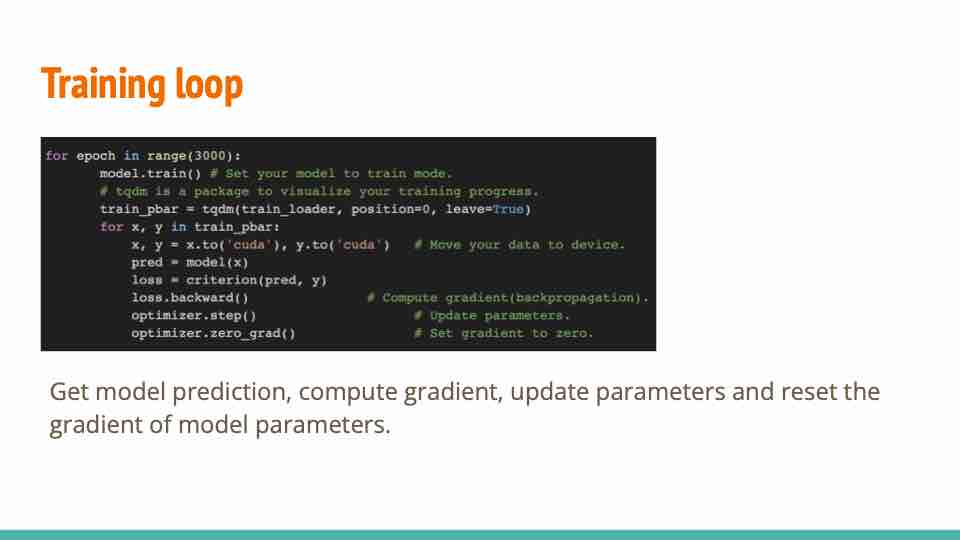 Training loop
for epoch in range(3000):
model.train() # Set your model to train mode.
# tqdm is a package to visualize your training progress.
train_pbar = tqdm(train_loader, position=0, leave=True)
for x, y in train_pbar:
x, y = x.to('cuda'), y.to('cuda') # Move your data to device.
pred = model(x)
loss = criterion(pred, y)
loss.backward() # Compute gradient(backpropagation).
optimizer.step() # Update parameters.
optimizer.zero_grad() # Set gradient to zero.
Get model prediction, compute gradient, update parameters and reset the
gradient of model parameters.